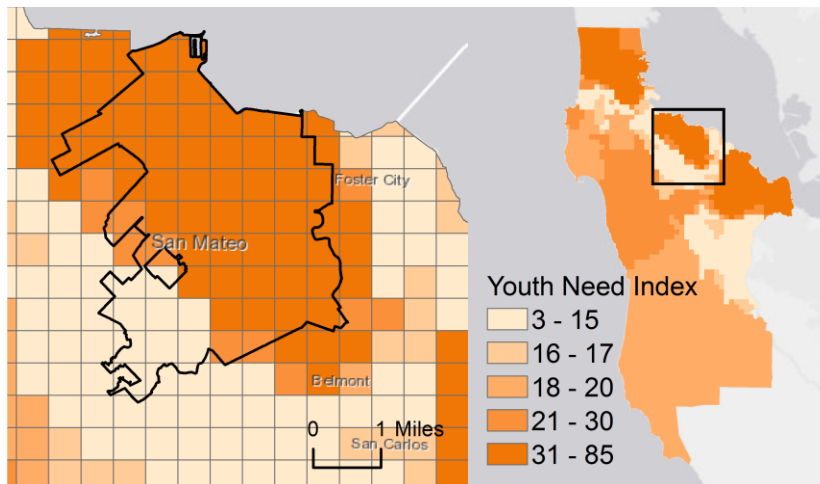 Foster City
San Mateo
Belmont
0 1 Miles
San Carlos
Youth Need Index
3 - 15
16 - 17
18 - 20
21 - 30
31 - 85